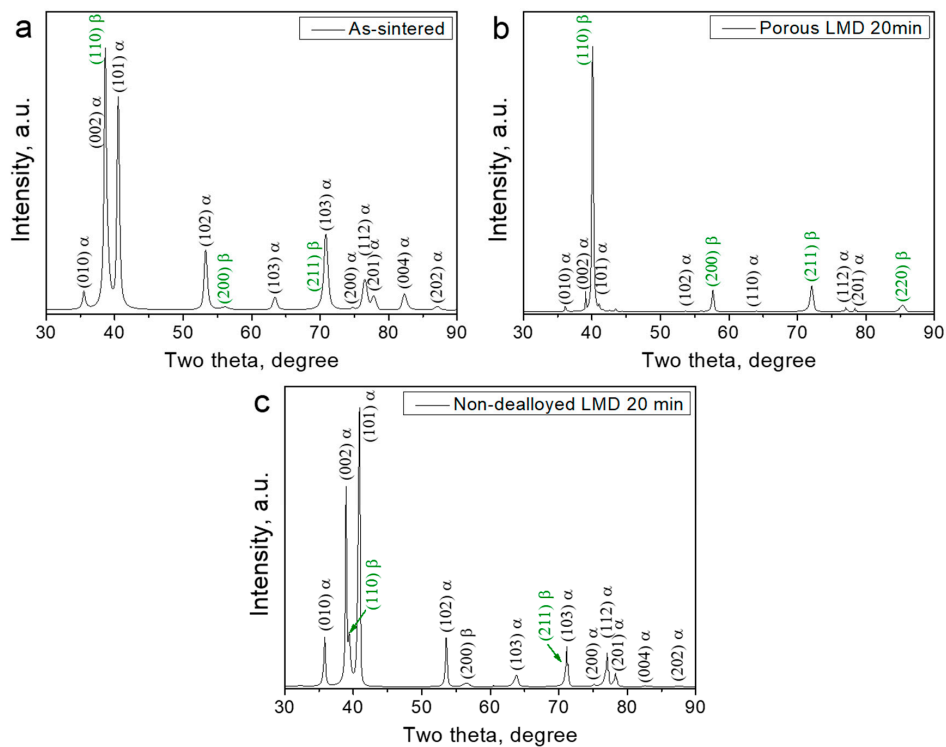 a
As-sintered
(110) β
(002) α
(101) α
(010) α
(102) α
(200) β
(103) α
(211) β
(103) α
(200) α
(112) α
(201) α
(004) α
(202) α
Intensity, a.u.
30 40 50 60 70 80 90
Two theta, degree
b
Porous LMD 20min
(110) β
(010) α
(002) α
(101) α
(102) α
(200) β
(110) α
(211) β
(112) α
(201) α
(220) β
Intensity, a.u.
30 40 50 60 70 80 90
Two theta, degree
c
Non-dealloyed LMD 20 min
(010) α
(002) α
(101) α
(110) β
(102) α
(200) β
(103) α
(211) β
(103) α
(200) α
(112) α
(201) α
(004) α
(202) α
Intensity, a.u.
30 40 50 60 70 80 90
Two theta, degree